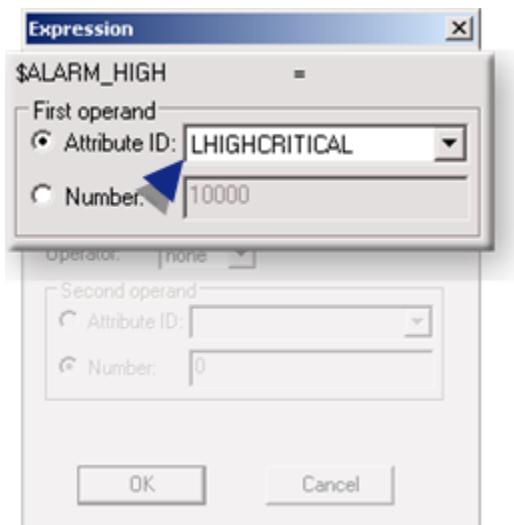 Expression
$ALARM_HIGH =
First operand
Attribute ID: LHIGHCRITICAL
Number: 10000
Operator: none
Second operand
Attribute ID:
Number: 0
OK Cancel